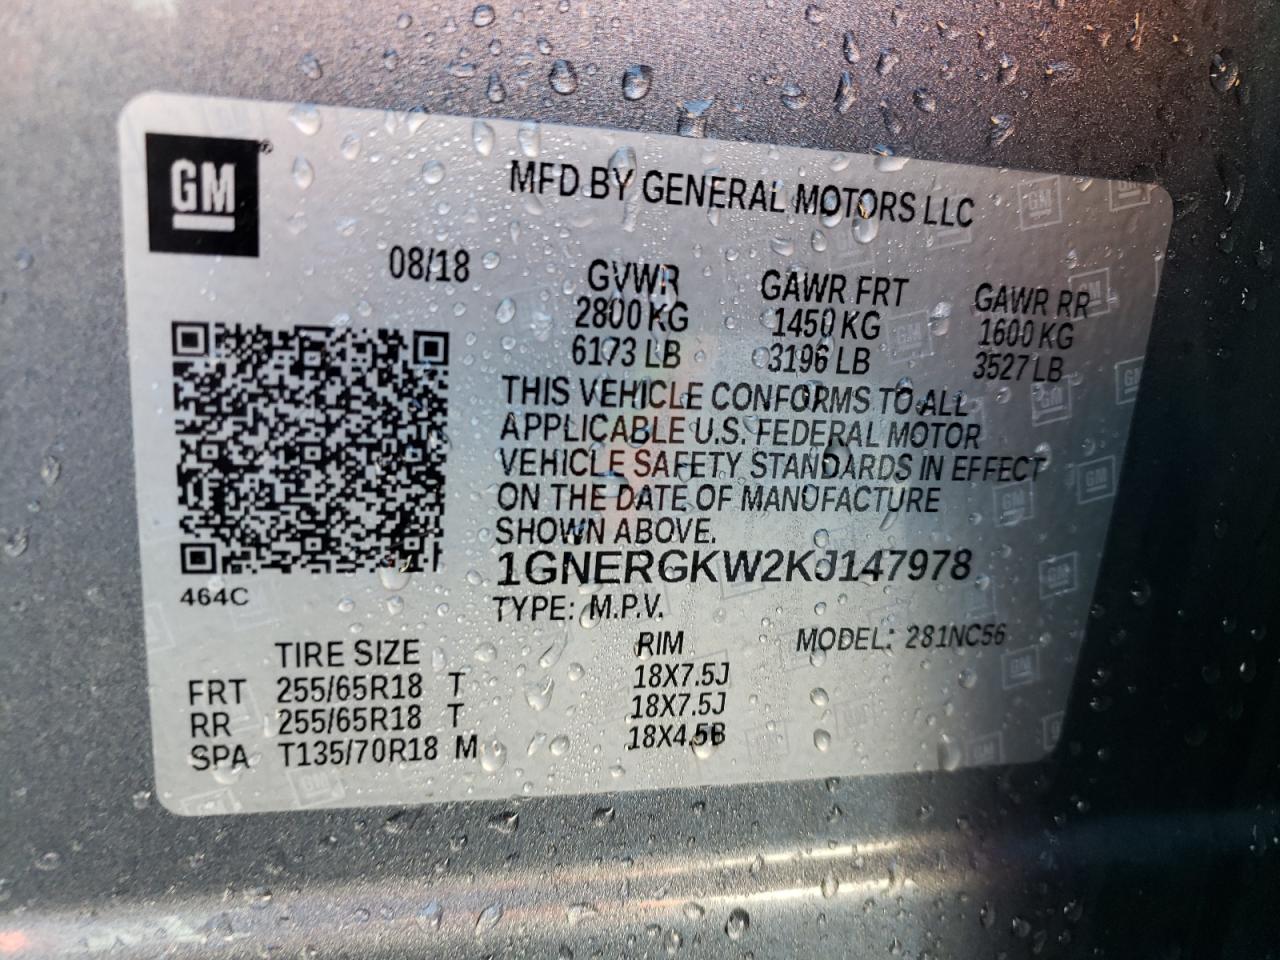 GM
MFD BY GENERAL MOTORS LLC
08/18
GVWR GAWR FRT GAWR RR
2800 KG 1450 KG 1600 KG
6173 LB 3196 LB 3527 LB
THIS VEHICLE CONFORMS TO ALL
APPLICABLE U.S. FEDERAL MOTOR
VEHICLE SAFETY STANDARDS IN EFFECT
ON THE DATE OF MANUFACTURE
SHOWN ABOVE.
1GNERGKW2KJ147978
464C
TYPE: M.P.V.
MODEL: 281NC56
TIRE SIZE RIM
FRT 255/65R18 T 18X7.5J
RR 255/65R18 T 18X7.5J
SPA T135/70R18 M 18X4.5B